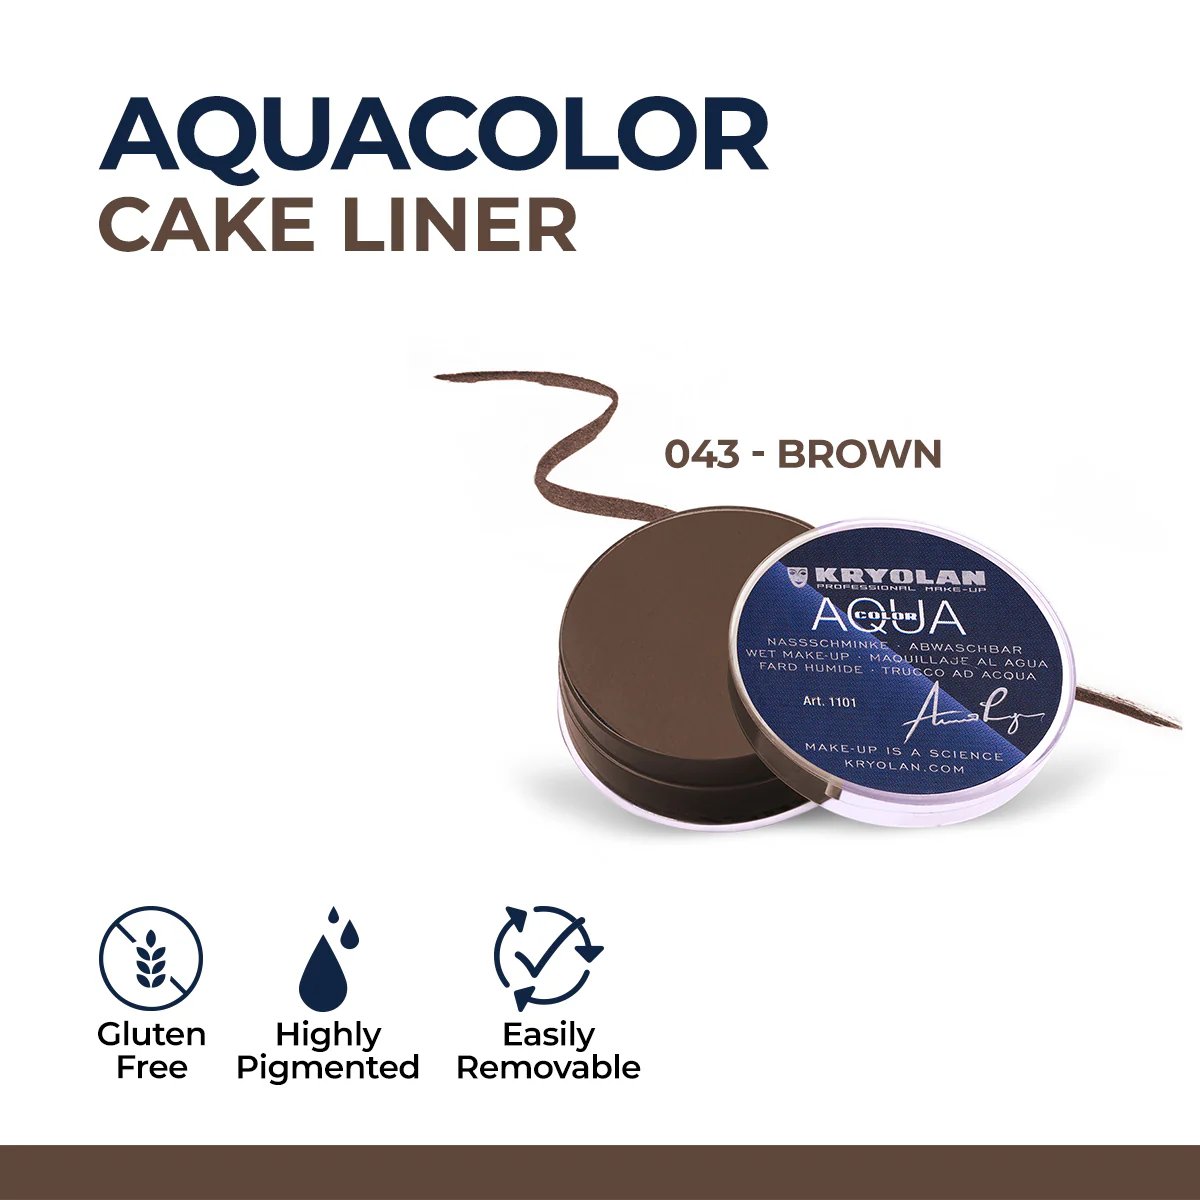 AQUACOLOR
CAKE LINER
043 - BROWN
KRYOLAN
PROFESSIONAL MAKE-UP
AQUA
COLOR
NASSSCHMINKE · ABWASCHBAR
WET MAKE-UP · MAQUILLAJE AL AGUA
FARD HUMIDE · TRUCCO AD ACQUA
Art. 1101
MAKE-UP IS A SCIENCE
KRYOLAN.COM
Gluten
Free
Highly
Pigmented
Easily
Removable